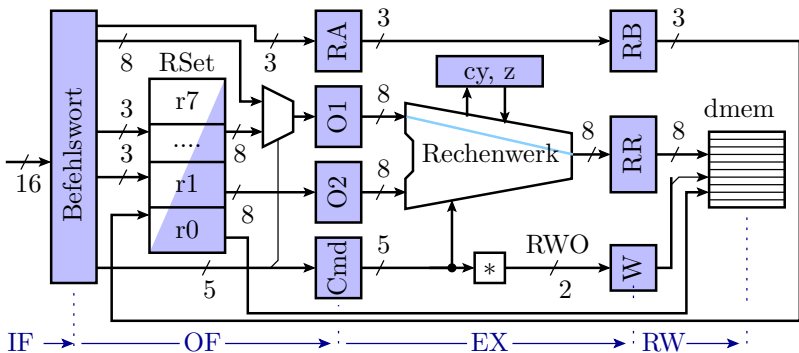 3
3
8
RSet
RA
RB
cy, z
dmem
Befehlswort
r7
....
r1
r0
3
3
8
8
O1
O2
8
8
Rechenwerk
8
RR
8
16
5
Cmd
5
*
RWO
2
W
3
IF
OF
EX
RW